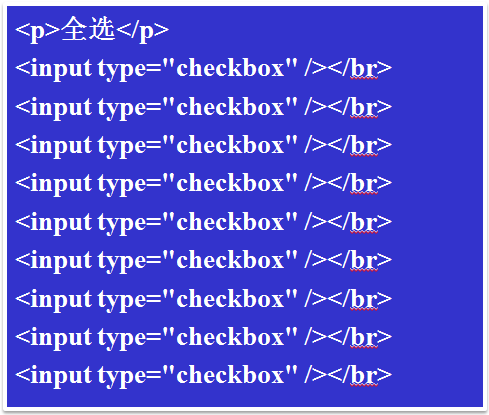 <p>全选</p>
<input type="checkbox" /></br>
<input type="checkbox" /></br>
<input type="checkbox" /></br>
<input type="checkbox" /></br>
<input type="checkbox" /></br>
<input type="checkbox" /></br>
<input type="checkbox" /></br>
<input type="checkbox" /></br>
<input type="checkbox" /></br>